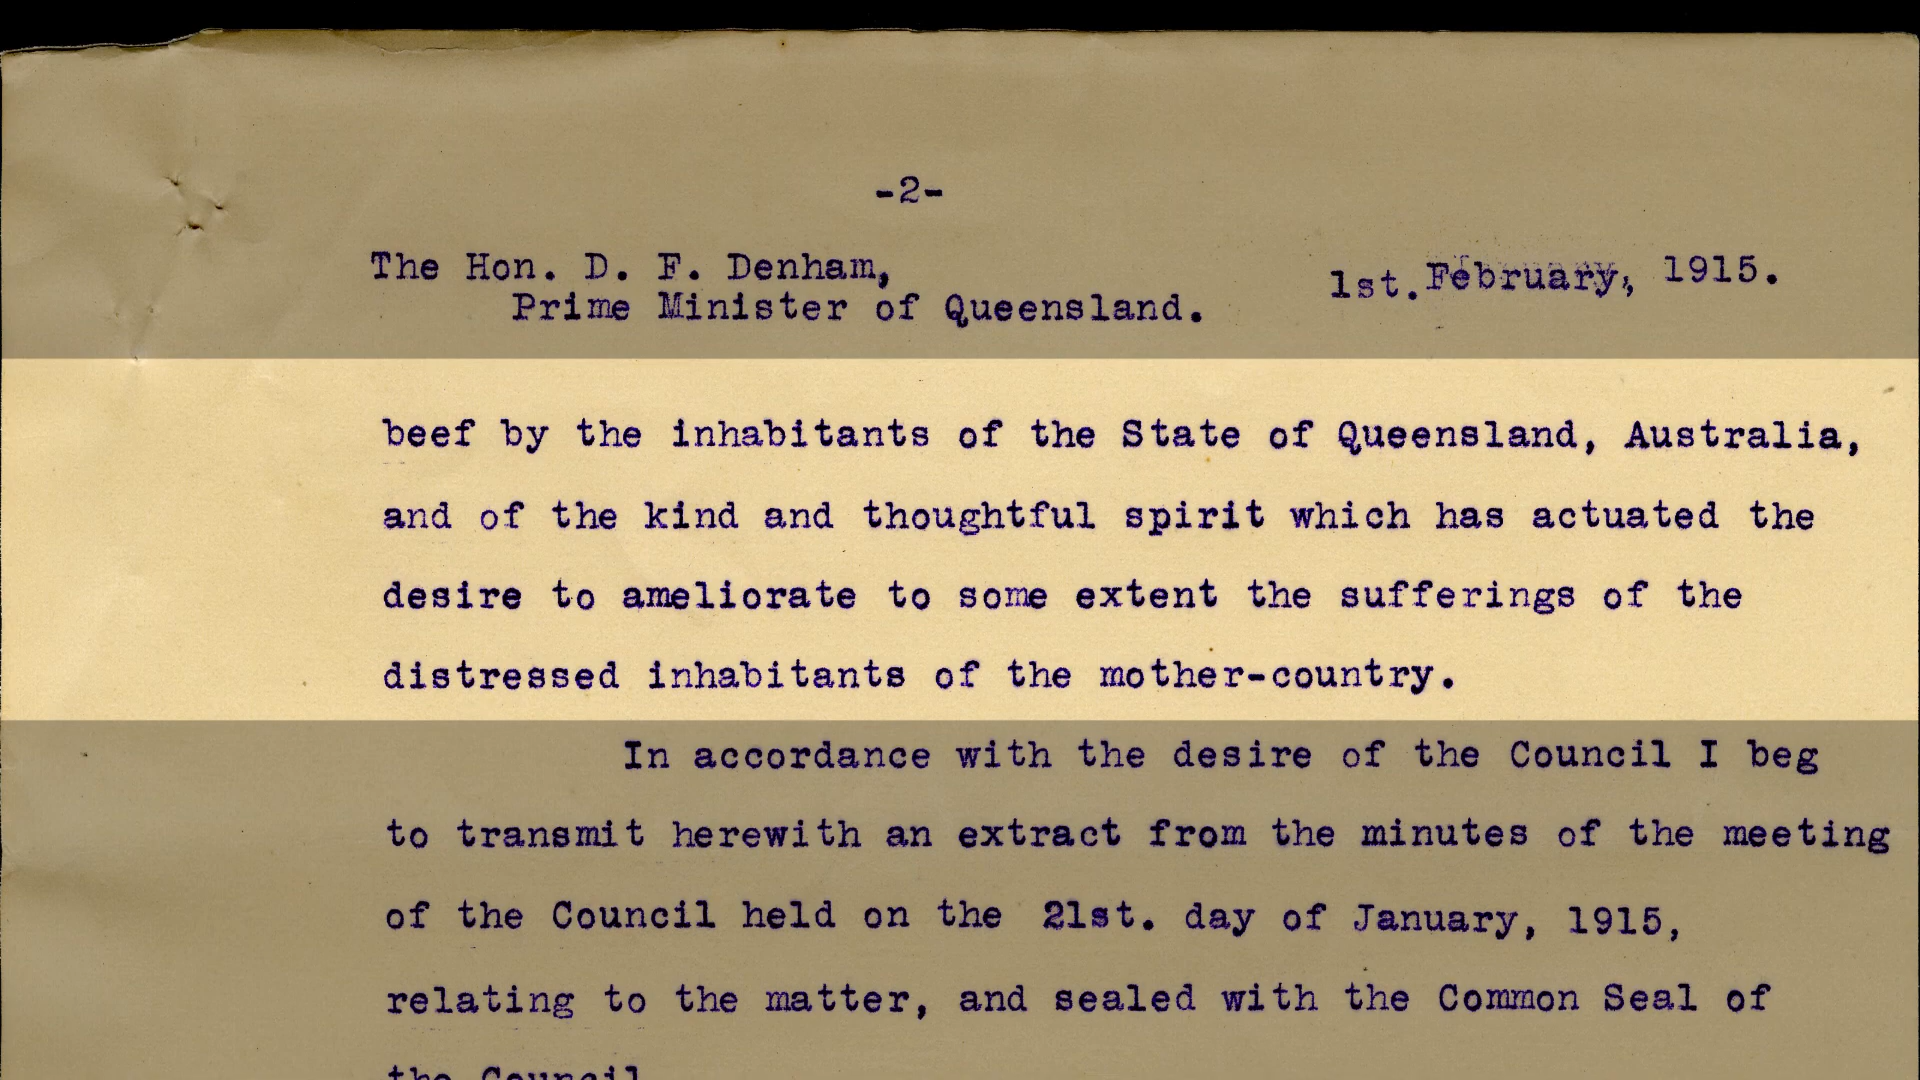 -2-
The Hon. D. F. Denham,
1st. February, 1915.
Prime Minister of Queensland.
beef by the inhabitants of the State of Queensland, Australia,
and of the kind and thoughtful spirit which has actuated the
desire to ameliorate to some extent the sufferings of the
distressed inhabitants of the mother-country.
In accordance with the desire of the Council I beg
to transmit herewith an extract from the minutes of the meeting
of the Council held on the 21st. day of January, 1915,
relating to the matter, and sealed with the Common Seal of
the Council